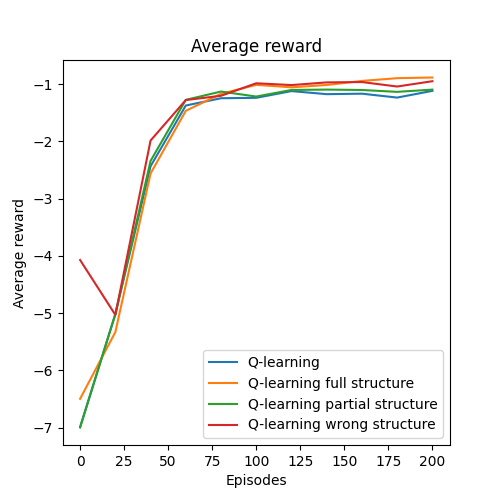 Average reward
Average reward
−1
−2
−3
−4
−5
−6
−7
Q-learning
Q-learning full structure
Q-learning partial structure
Q-learning wrong structure
0 25 50 75 100 125 150 175 200
Episodes